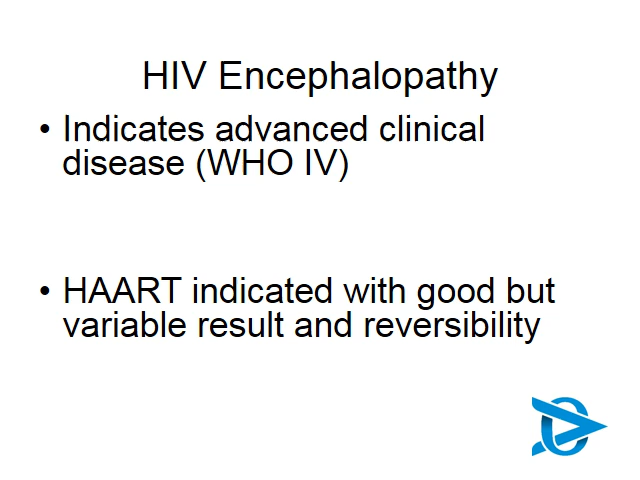 HIV Encephalopathy
• Indicates advanced clinical
disease (WHO IV)
• HAART indicated with good but
variable result and reversibility